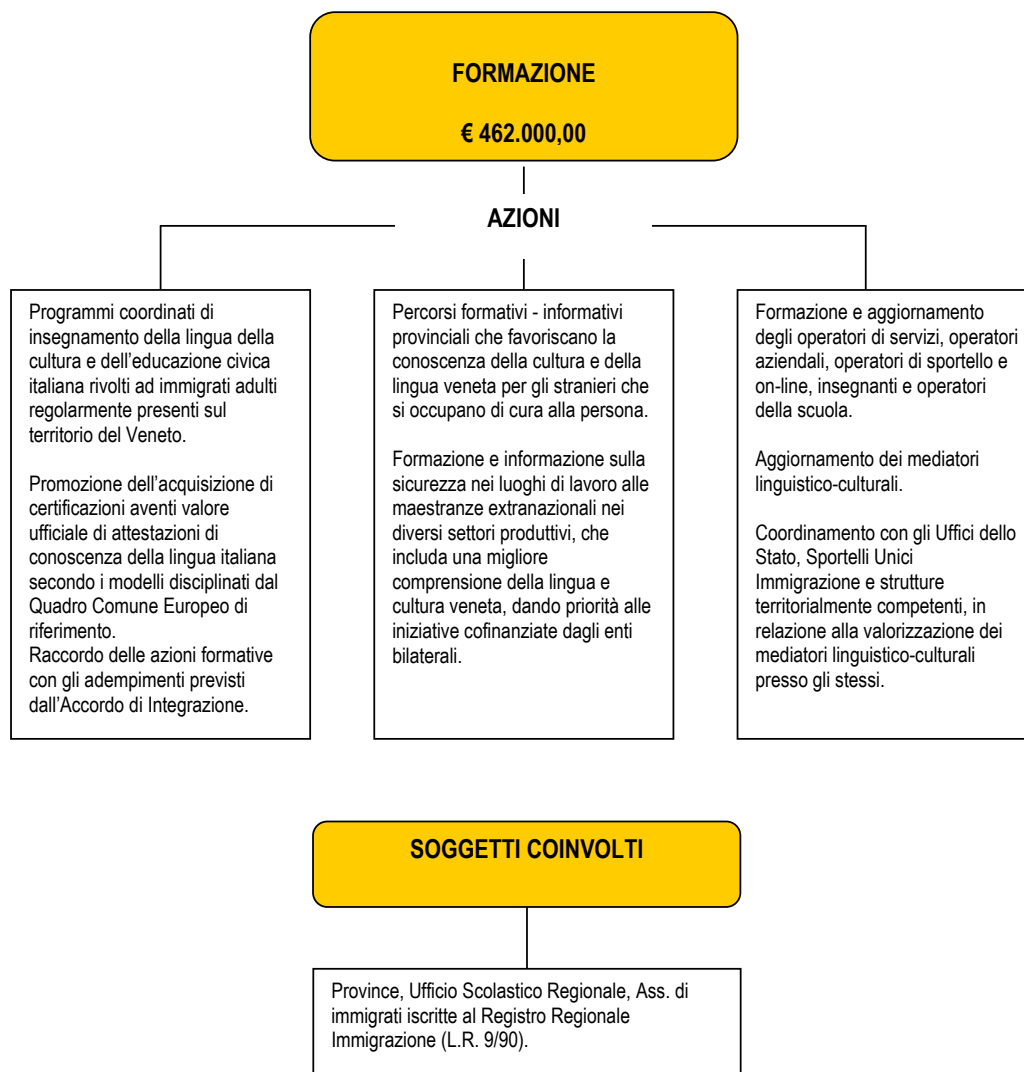 FORMAZIONE
€ 462.000,00
AZIONI
Programmi coordinati di
insegnamento della lingua della
cultura e dell'educazione civica
italiana rivolti ad immigrati adulti
regolarmente presenti sul
territorio del Veneto.
Promozione dell'acquisizione di
certificazioni aventi valore
ufficiale di attestazioni di
conoscenza della lingua italiana
secondo i modelli disciplinati dal
Quadro Comune Europeo di
riferimento.
Raccordo delle azioni formative
con gli adempimenti previsti
dall'Accordo di Integrazione.
Percorsi formativi - informativi
provinciali che favoriscano la
conoscenza della cultura e della
lingua veneta per gli stranieri che
si occupano di cura alla persona.
Formazione e informazione sulla
sicurezza nei luoghi di lavoro alle
maestranze extranazionali nei
diversi settori produttivi, che
includa una migliore
comprensione della lingua e
cultura veneta, dando priorità alle
iniziative cofinanziate dagli enti
bilaterali.
Formazione e aggiornamento
degli operatori di servizi, operatori
aziendali, operatori di sportello e
on-line, insegnanti e operatori
della scuola.
Aggiornamento dei mediatori
linguistico-culturali.
Coordinamento con gli Uffici dello
Stato, Sportelli Unici
Immigrazione e strutture
territorialmente competenti, in
relazione alla valorizzazione dei
mediatori linguistico-culturali
presso gli stessi.
SOGGETTI COINVOLTI
Province, Ufficio Scolastico Regionale, Ass. di
immigrati iscritte al Registro Regionale
Immigrazione (L.R. 9/90).